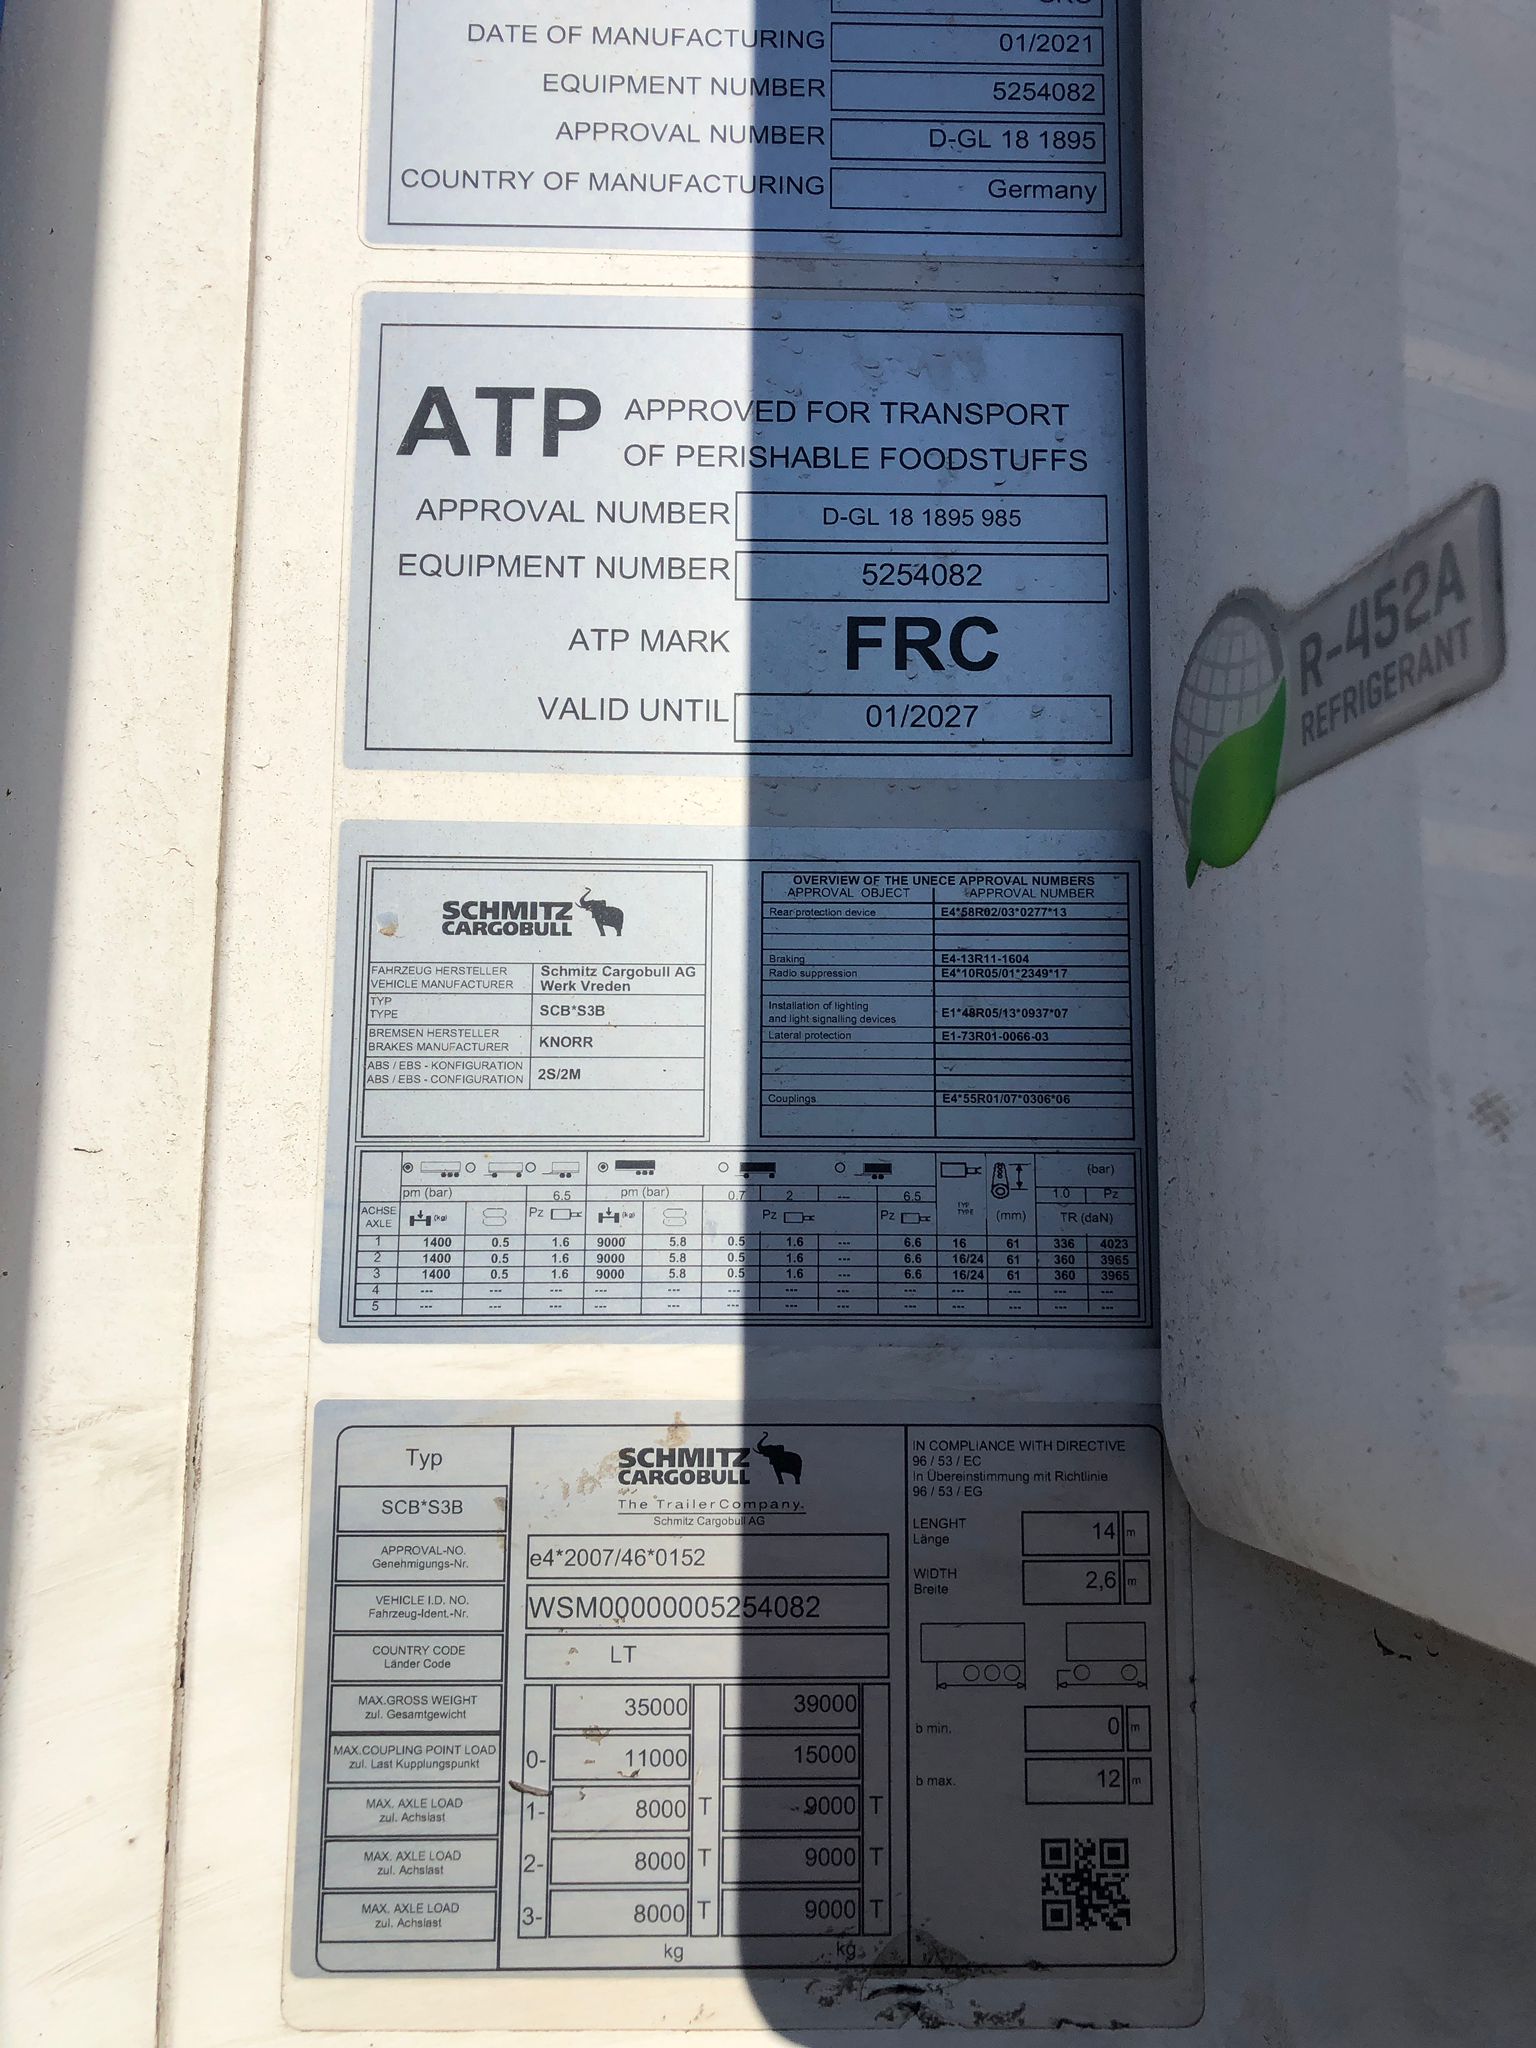 DATE OF MANUFACTURING 01/2021
EQUIPMENT NUMBER 5254082
APPROVAL NUMBER D-GL 18 1895
COUNTRY OF MANUFACTURING Germany
ATP APPROVED FOR TRANSPORT
OF PERISHABLE FOODSTUFFS
APPROVAL NUMBER D-GL 18 1895 985
EQUIPMENT NUMBER 5254082
ATP MARK FRC
VALID UNTIL 01/2027
R-452A
REFRIGERANT
SCHMITZ
CARGOBULL
FAHRZEUG HERSTELLER
VEHICLE MANUFACTURER
Schmitz Cargobull AG
Werk Vreden
TYP
TYPE
SCB*S3B
BREMSEN HERSTELLER
BRAKES MANUFACTURER
KNORR
ABS / EBS - KONFIGURATION
ABS / EBS - CONFIGURATION
2S/2M
OVERVIEW OF THE UNECE APPROVAL NUMBERS
APPROVAL OBJECT APPROVAL NUMBER
Rear protection device E4*58R02/03*0277*13
Braking E4-13R11-1604
Radio suppression E4*10R05/01*2349*17
Installation of lighting
and light signalling devices E1*48R05/13*0937*07
Lateral protection E1-73R01-0066-03
Couplings E4*55R01/07*0306*06
(bar)
pm (bar) 6.5 pm (bar) 0.7 2 --- 6.5 1.0 Pz
ACHSE
AXLE
(kg) Pz (kg) Pz Pz TYP
TYPE (mm) TR (daN)
1 1400 0.5 1.6 9000 5.8 0.5 1.6 --- 6.6 16 61 336 4023
2 1400 0.5 1.6 9000 5.8 0.5 1.6 --- 6.6 16/24 61 360 3965
3 1400 0.5 1.6 9000 5.8 0.5 1.6 --- 6.6 16/24 61 360 3965
4 --- --- --- --- --- --- --- --- --- --- --- --- ---
5 --- --- --- --- --- --- --- --- --- --- --- --- ---
Typ
SCB*S3B
SCHMITZ
CARGOBULL
The Trailer Company.
Schmitz Cargobull AG
APPROVAL-NO.
Genehmigungs-Nr.
e4*2007/46*0152
VEHICLE I.D. NO.
Fahrzeug-Ident.-Nr.
WSM00000005254082
COUNTRY CODE
Länder Code
LT
MAX.GROSS WEIGHT
zul. Gesamtgewicht
35000 39000
MAX.COUPLING POINT LOAD
zul. Last Kupplungspunkt
0- 11000 15000
MAX. AXLE LOAD
zul. Achslast
1- 8000 T 9000 T
MAX. AXLE LOAD
zul. Achslast
2- 8000 T 9000 T
MAX. AXLE LOAD
zul. Achslast
3- 8000 T 9000 T
kg kg
IN COMPLIANCE WITH DIRECTIVE
96 / 53 / EC
In Übereinstimmung mit Richtlinie
96 / 53 / EG
LENGHT
Länge
14 m
WIDTH
Breite
2,6 m
b min. 0 m
b max. 12 m